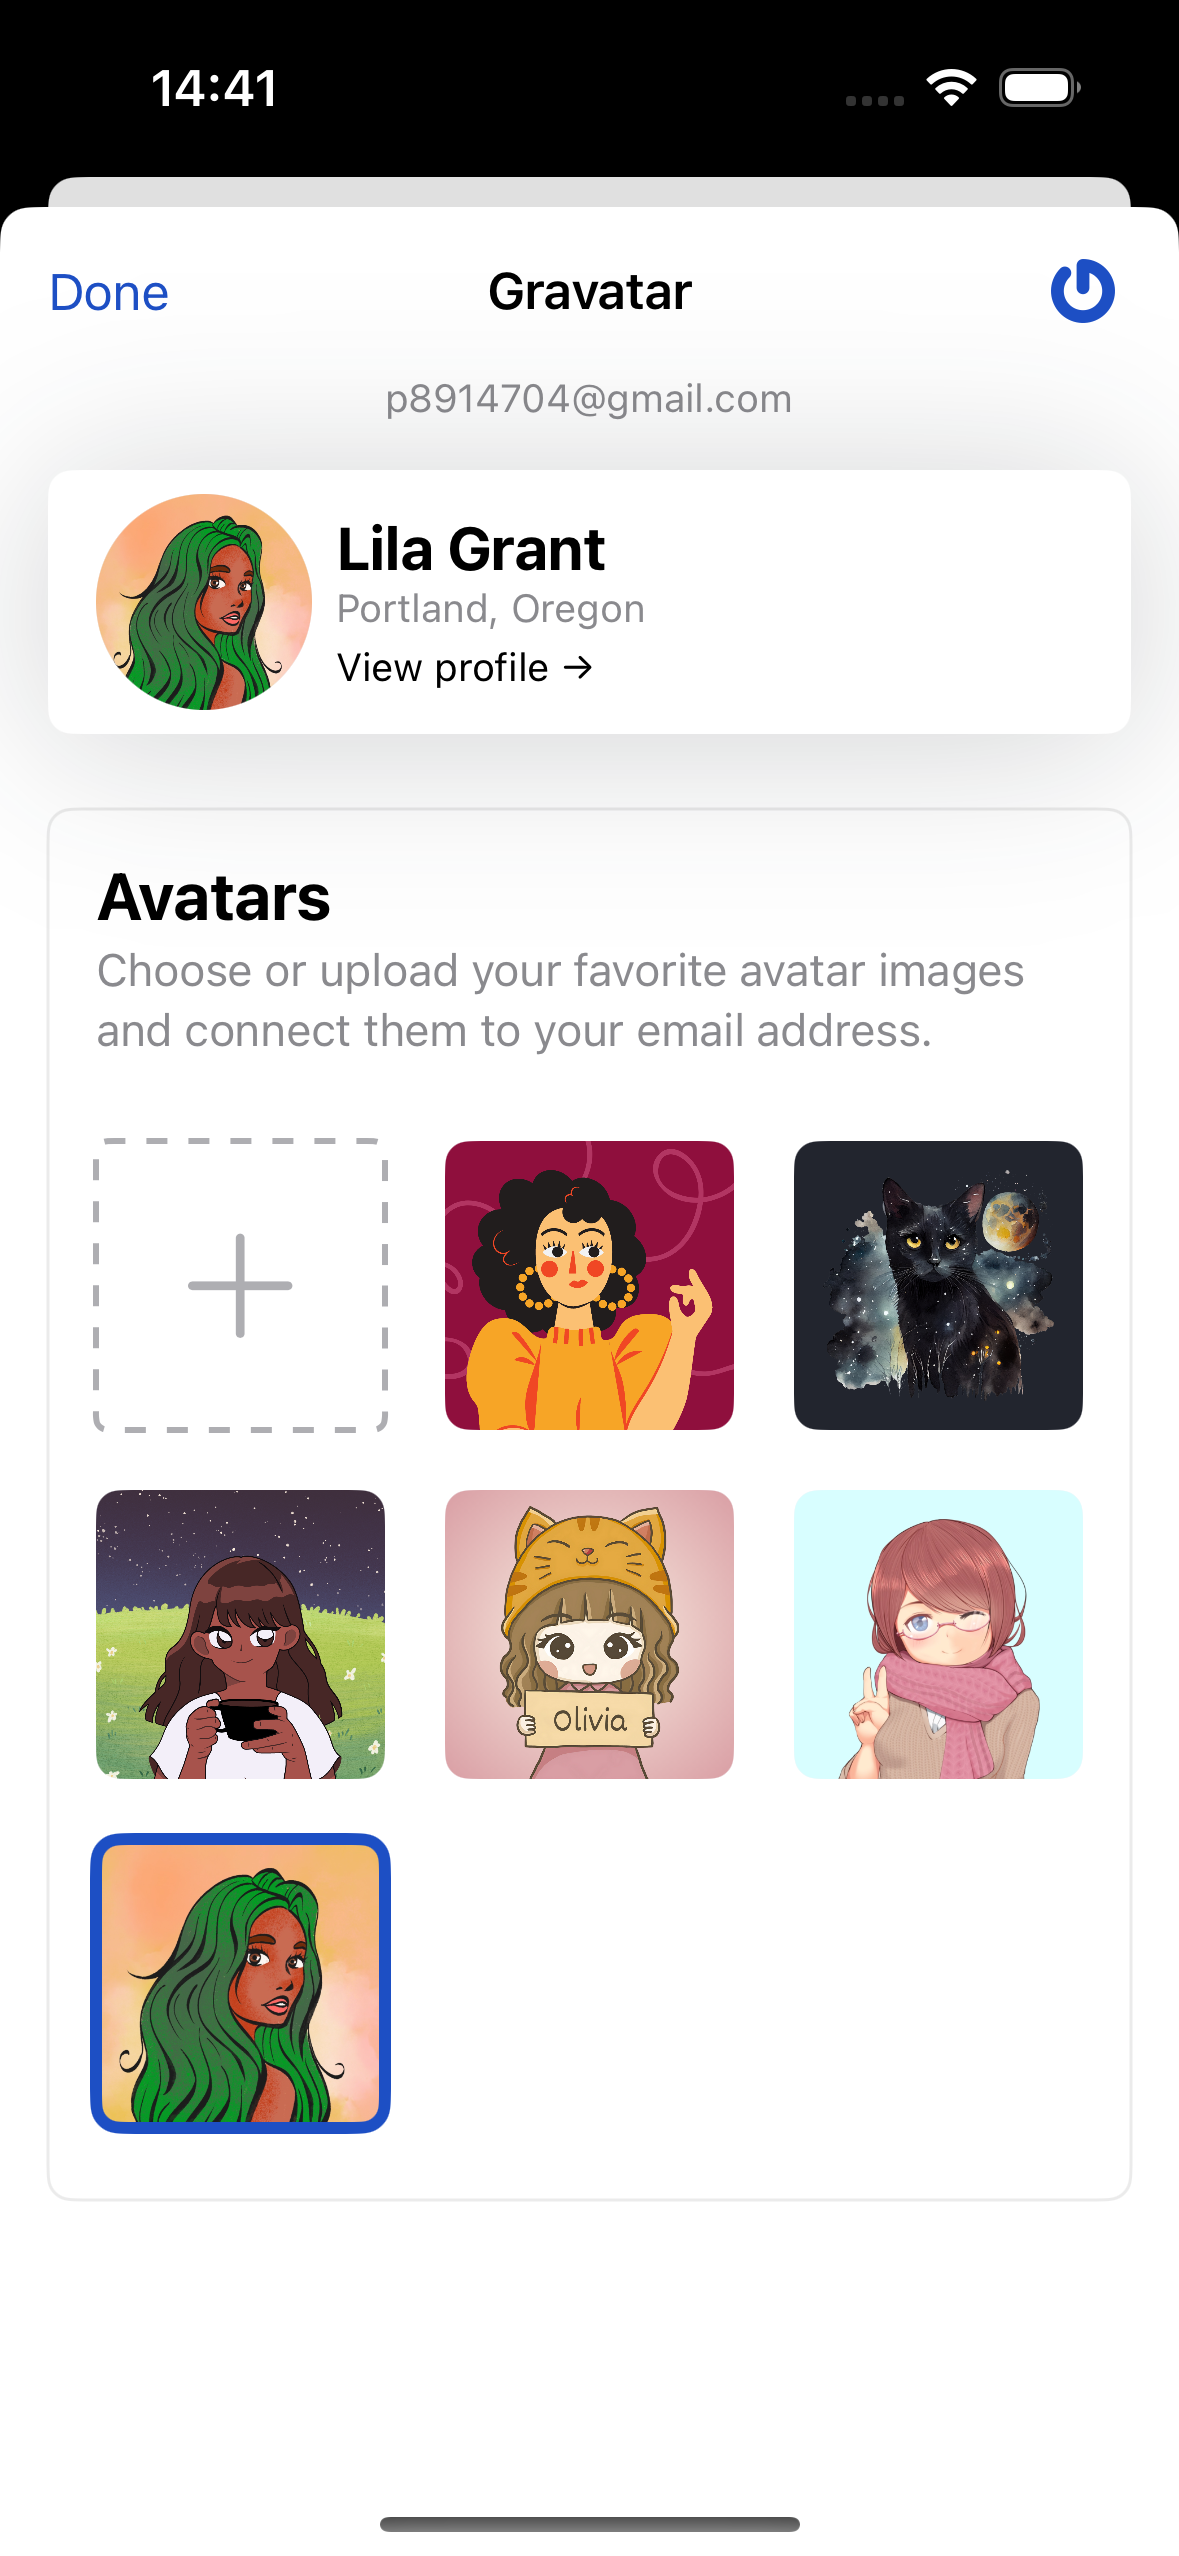 14:41
Done
Gravatar
p8914704@gmail.com
Lila Grant
Portland, Oregon
View profile →
Avatars
Choose or upload your favorite avatar images
and connect them to your email address.
Olivia